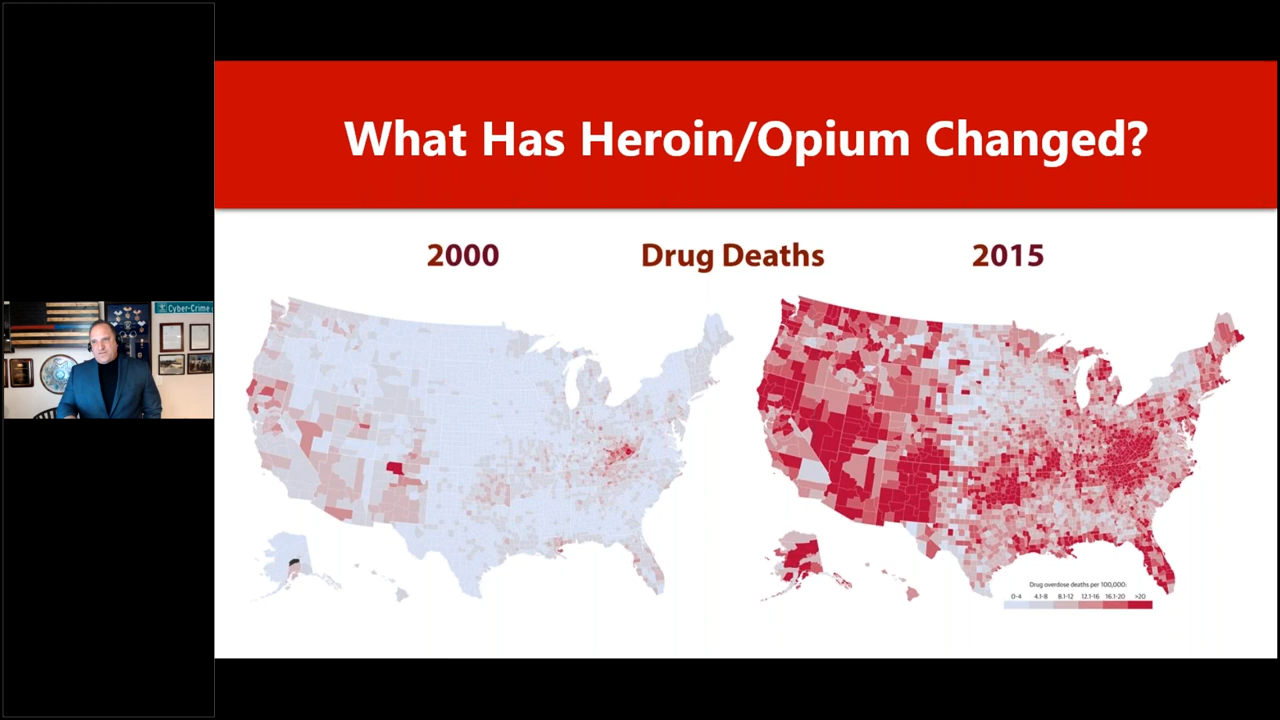 What Has Heroin/Opium Changed?
2000
Drug Deaths
2015
Cyber-Crime
Drug overdose deaths per 100,000:
0-4 4.1-8 8.1-12 12.1-16 16.1-20 >20